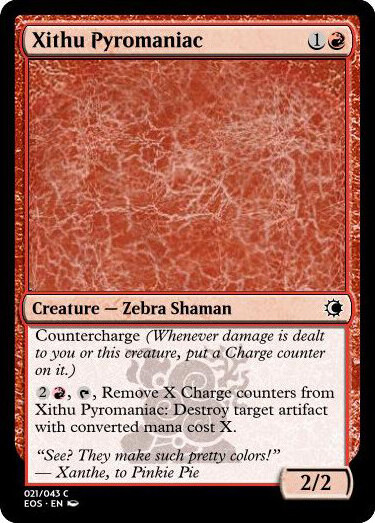 Xithu Pyromaniac 1
Creature — Zebra Shaman
Countercharge (Whenever damage is dealt
to you or this creature, put a Charge counter
on it.)
2 , , Remove X Charge counters from
Xithu Pyromaniac: Destroy target artifact
with converted mana cost X.
“See? They make such pretty colors!”
— Xanthe, to Pinkie Pie
2/2
021/043 C
EOS • EN